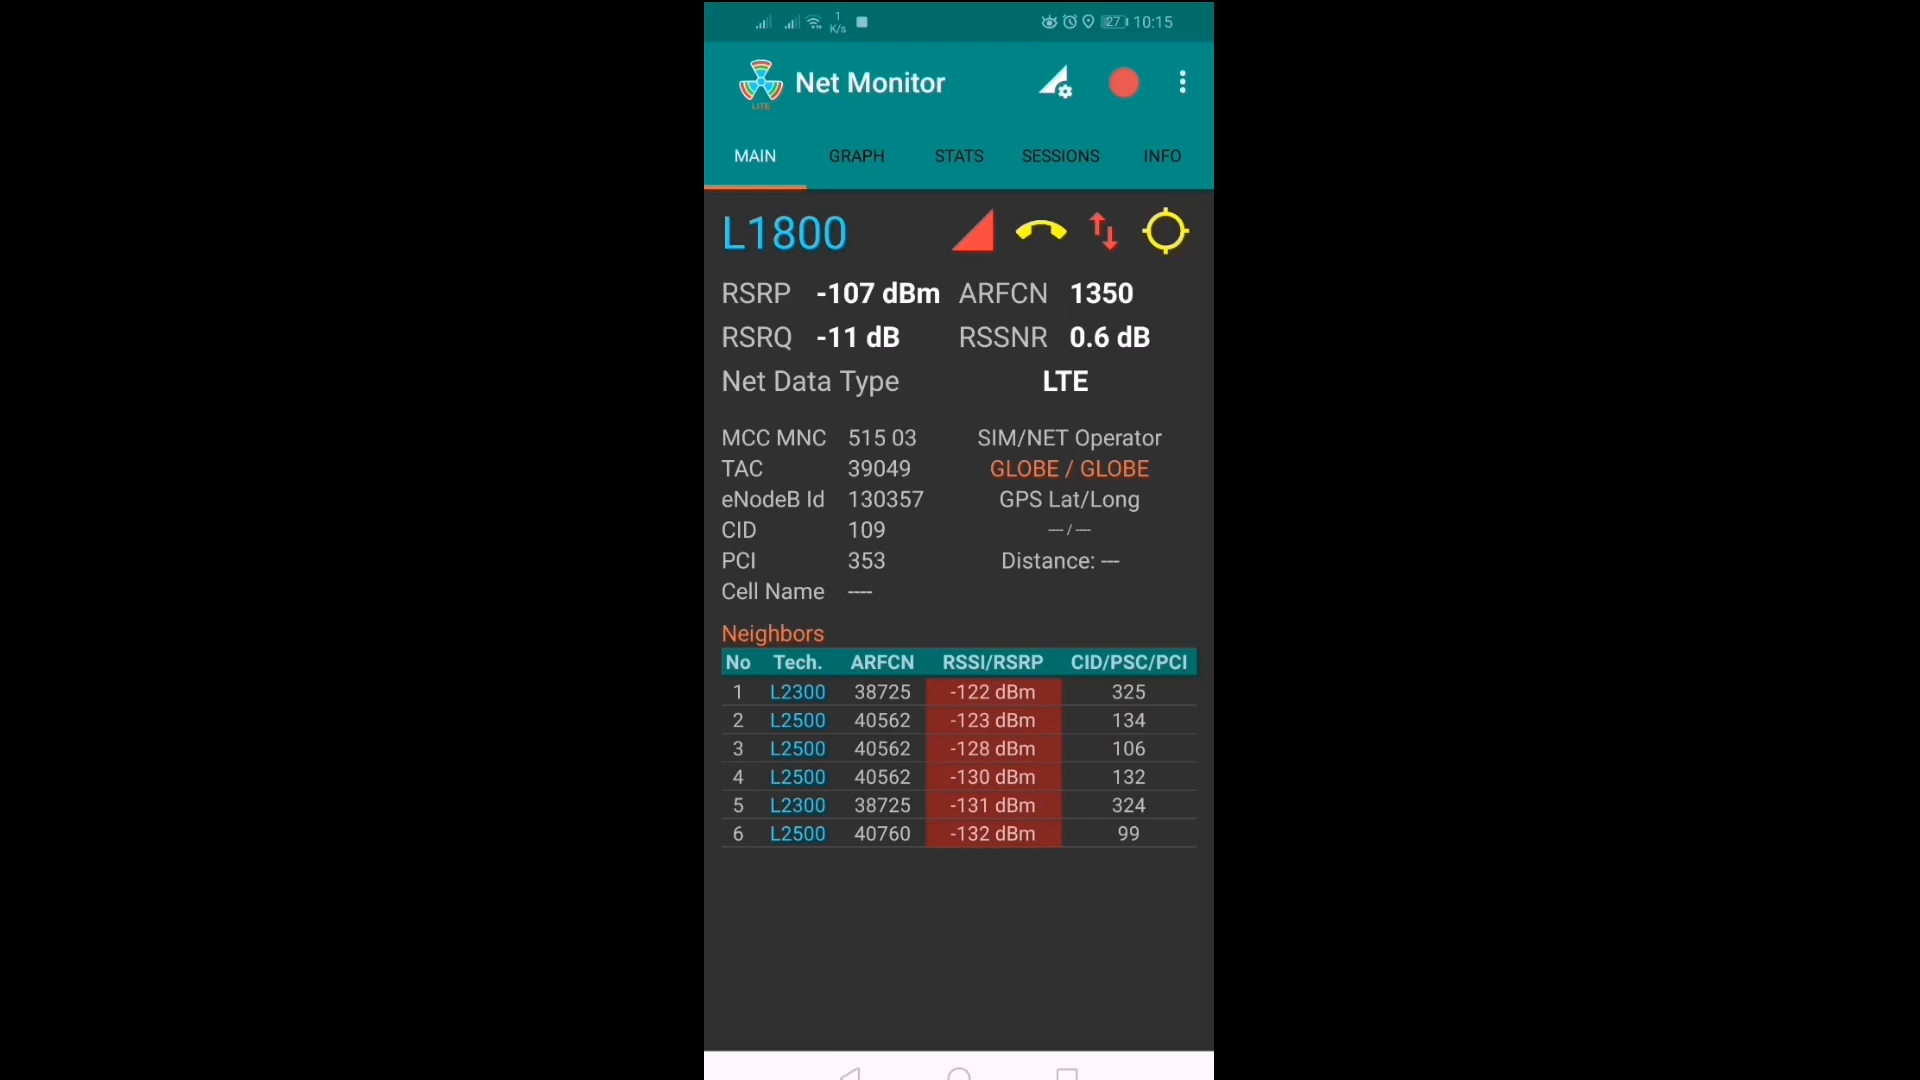 1 K/s 27 10:15
LITE Net Monitor
MAIN GRAPH STATS SESSIONS INFO
L1800
RSRP -107 dBm ARFCN 1350
RSRQ -11 dB RSSNR 0.6 dB
Net Data Type LTE
MCC MNC 515 03 SIM/NET Operator
TAC 39049 GLOBE / GLOBE
eNodeB Id 130357 GPS Lat/Long
CID 109 --- / ---
PCI 353 Distance: ---
Cell Name ----
Neighbors
No Tech. ARFCN RSSI/RSRP CID/PSC/PCI
1 L2300 38725 -122 dBm 325
2 L2500 40562 -123 dBm 134
3 L2500 40562 -128 dBm 106
4 L2500 40562 -130 dBm 132
5 L2300 38725 -131 dBm 324
6 L2500 40760 -132 dBm 99